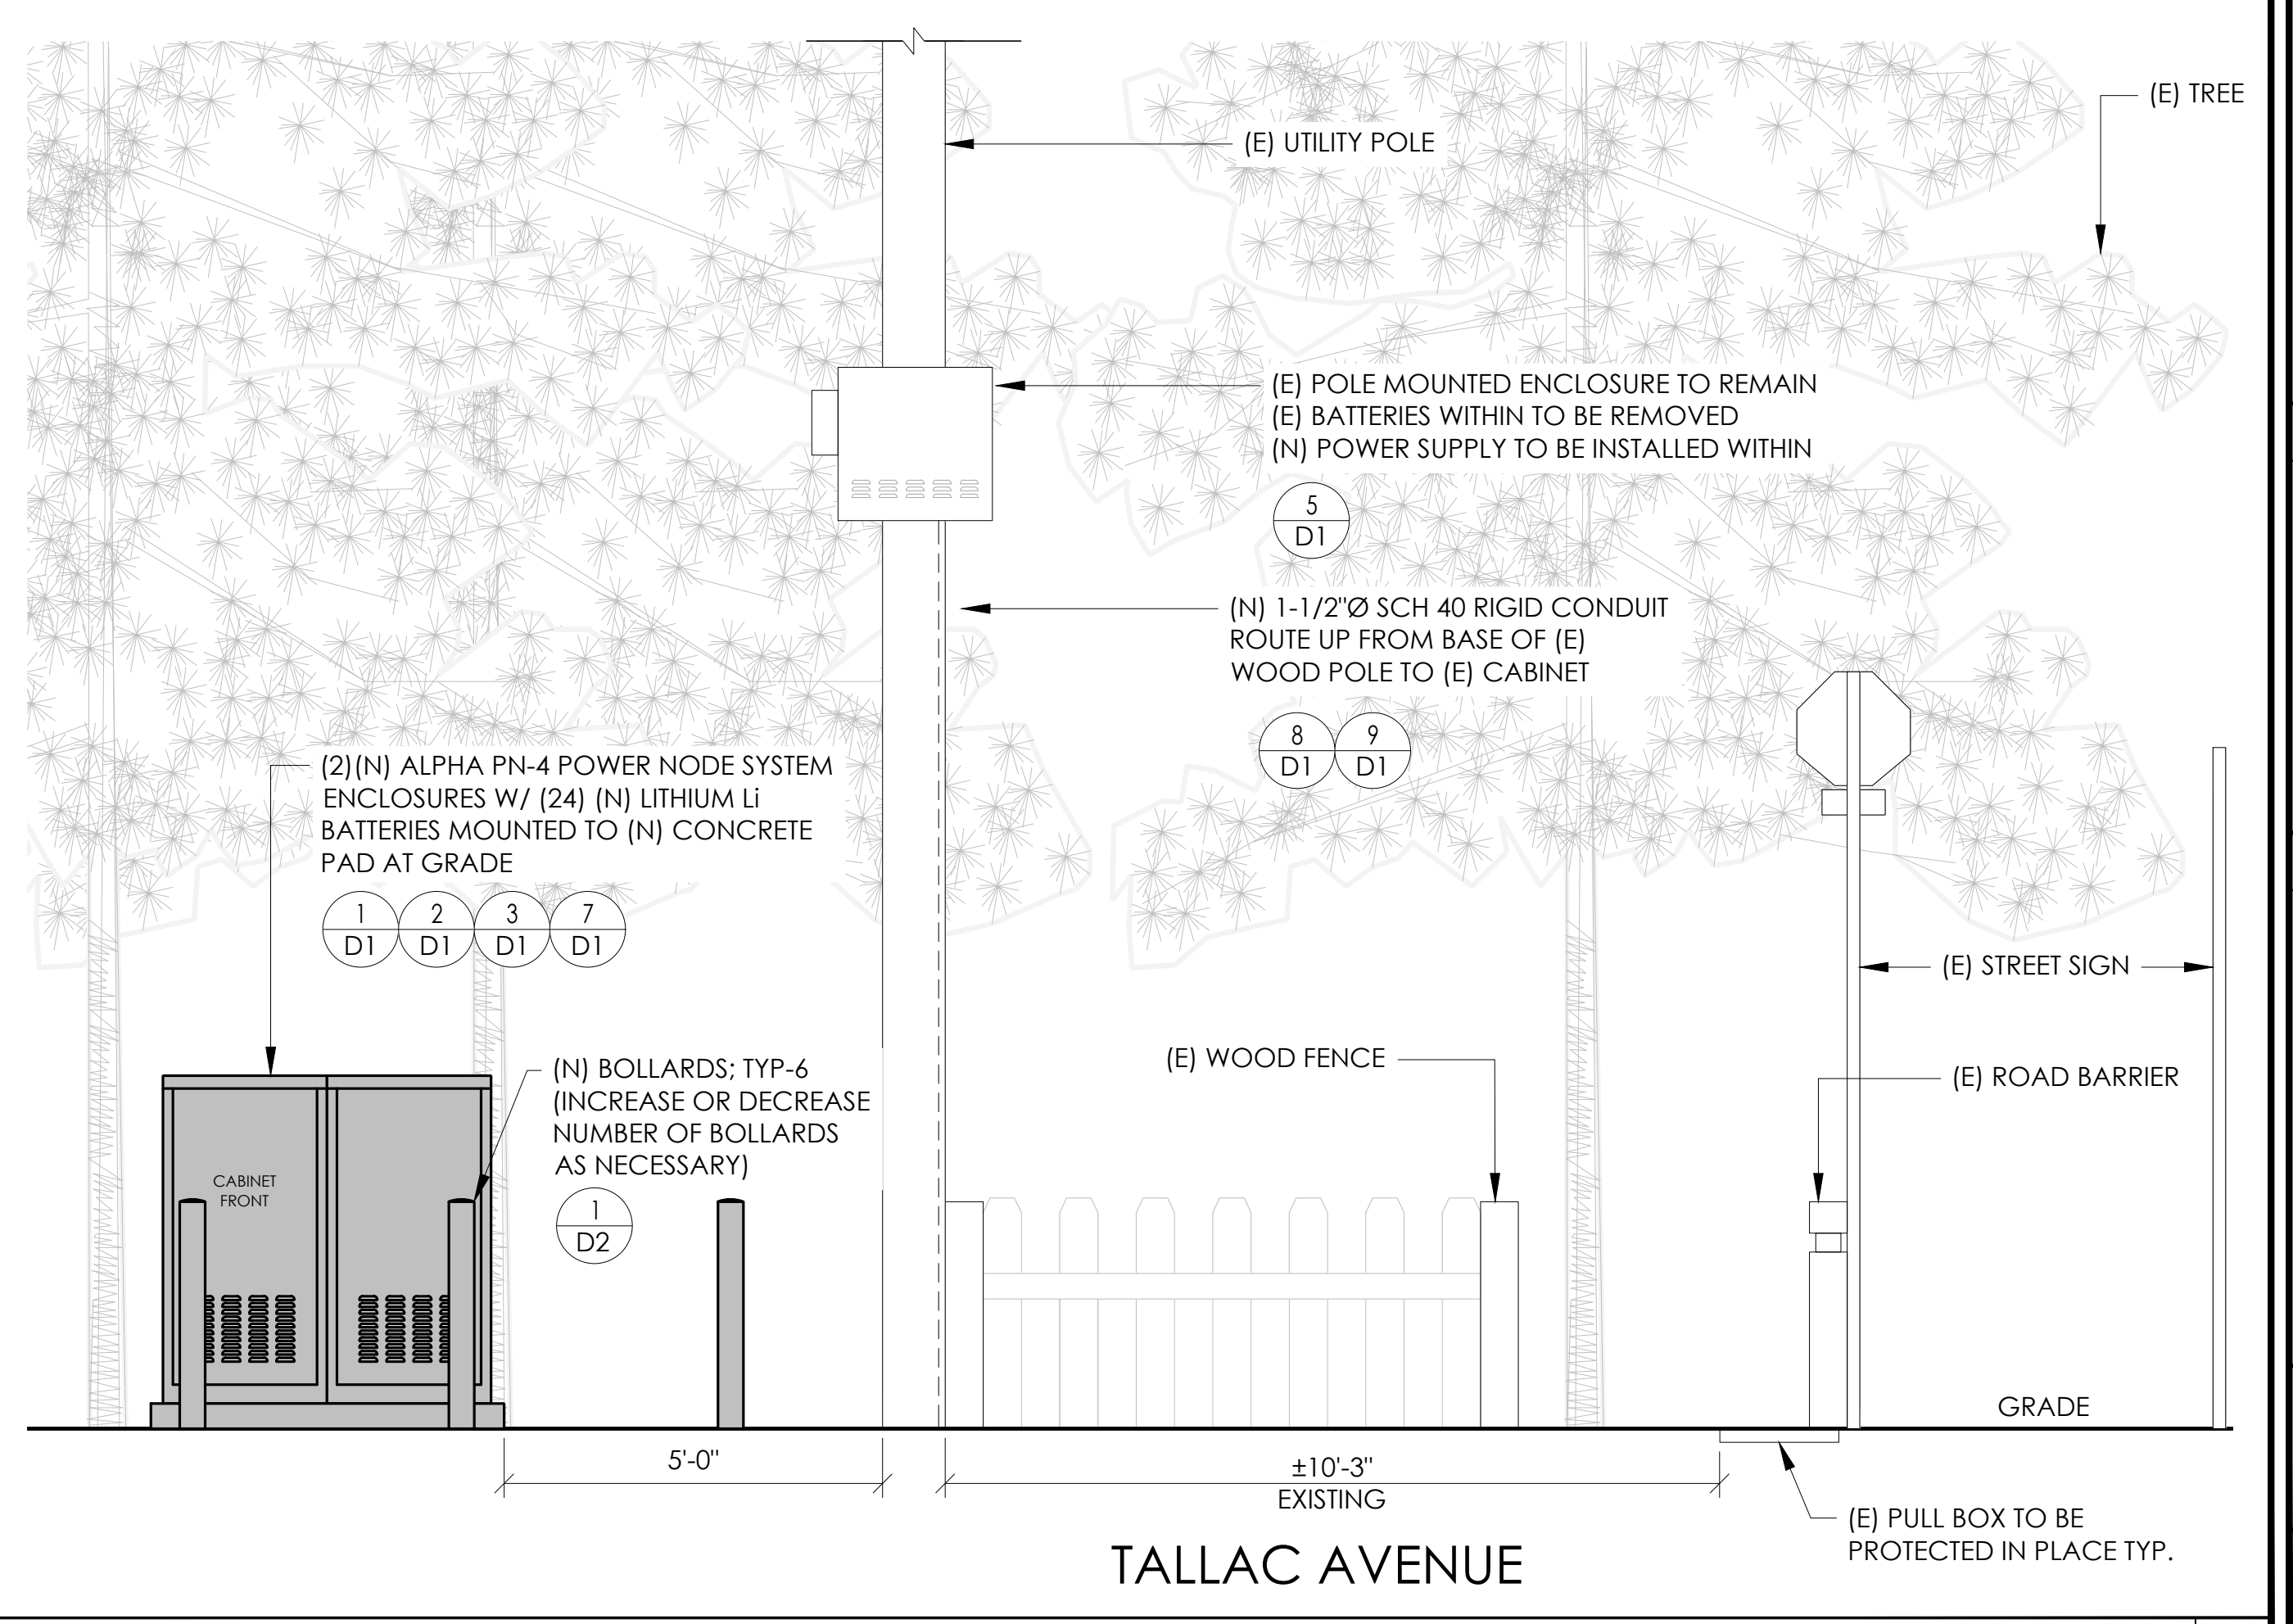 (E) TREE
(E) UTILITY POLE
(E) POLE MOUNTED ENCLOSURE TO REMAIN
(E) BATTERIES WITHIN TO BE REMOVED
(N) POWER SUPPLY TO BE INSTALLED WITHIN
5
D1
(N) 1-1/2"Ø SCH 40 RIGID CONDUIT
ROUTE UP FROM BASE OF (E)
WOOD POLE TO (E) CABINET
8 9
D1 D1
(2)(N) ALPHA PN-4 POWER NODE SYSTEM
ENCLOSURES W/ (24) (N) LITHIUM Li
BATTERIES MOUNTED TO (N) CONCRETE
PAD AT GRADE
1 2 3 7
D1 D1 D1 D1
(E) STREET SIGN
(N) BOLLARDS; TYP-6
(INCREASE OR DECREASE
NUMBER OF BOLLARDS
AS NECESSARY)
1
D2
(E) WOOD FENCE
(E) ROAD BARRIER
CABINET
FRONT
GRADE
5'-0"
±10'-3"
EXISTING
(E) PULL BOX TO BE
PROTECTED IN PLACE TYP.
TALLAC AVENUE